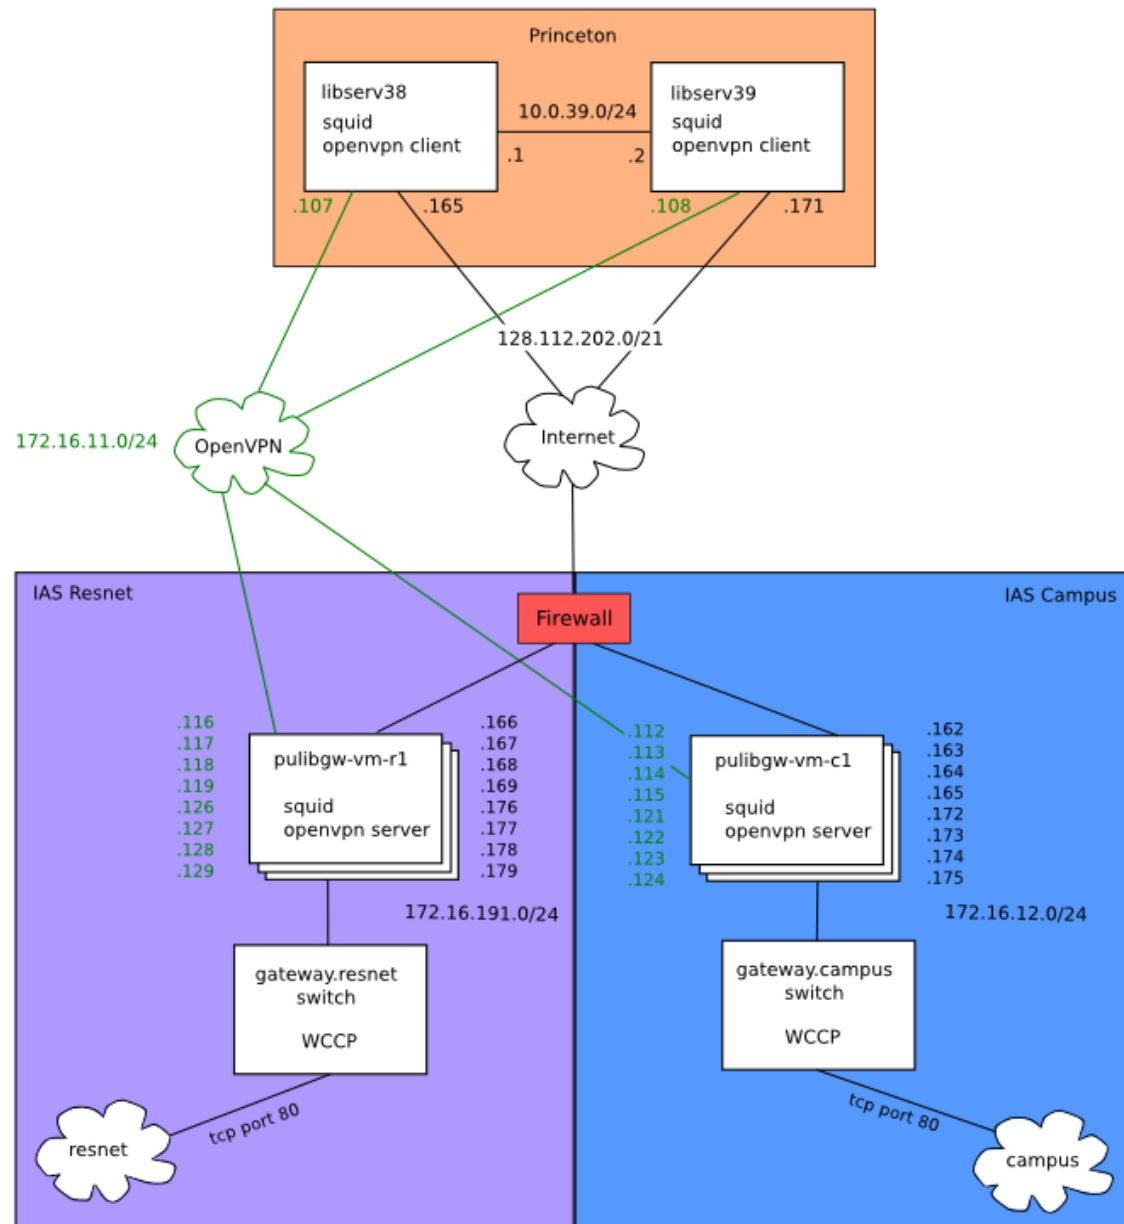 Princeton
libserv38
squid
openvpn client
10.0.39.0/24
.1
.2
libserv39
squid
openvpn client
.107
.165
.108
.171
128.112.202.0/21
172.16.11.0/24
OpenVPN
Internet
IAS Resnet
IAS Campus
Firewall
.116
.117
.118
.119
.126
.127
.128
.129
pulibgw-vm-r1
squid
openvpn server
.166
.167
.168
.169
.176
.177
.178
.179
.112
.113
.114
.115
.121
.122
.123
.124
pulibgw-vm-c1
squid
openvpn server
.162
.163
.164
.165
.172
.173
.174
.175
172.16.191.0/24
172.16.12.0/24
gateway.resnet
switch
WCCP
gateway.campus
switch
WCCP
tcp port 80
tcp port 80
resnet
campus